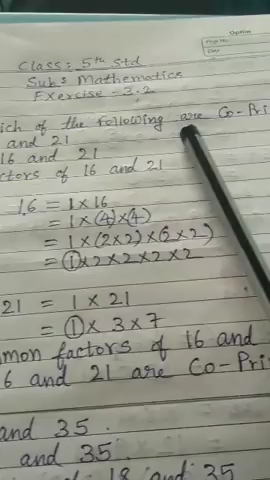 Class: 5th Std
Sub: Mathematics
Exercise - 3.2
of the following are Co-Pri
and 21
16 and 21
ctors of 16 and 21
16 = 1 × 16
= 1 × (4) × (4)
= 1 × (2 × 2) × (2 × 2)
= 1 × 2 × 2 × 2 × 2
21 = 1 × 21
= 1 × 3 × 7
mmon factors of 16 and
6 and 21 are Co-Pri
and 35.
and 35.
18 and 35